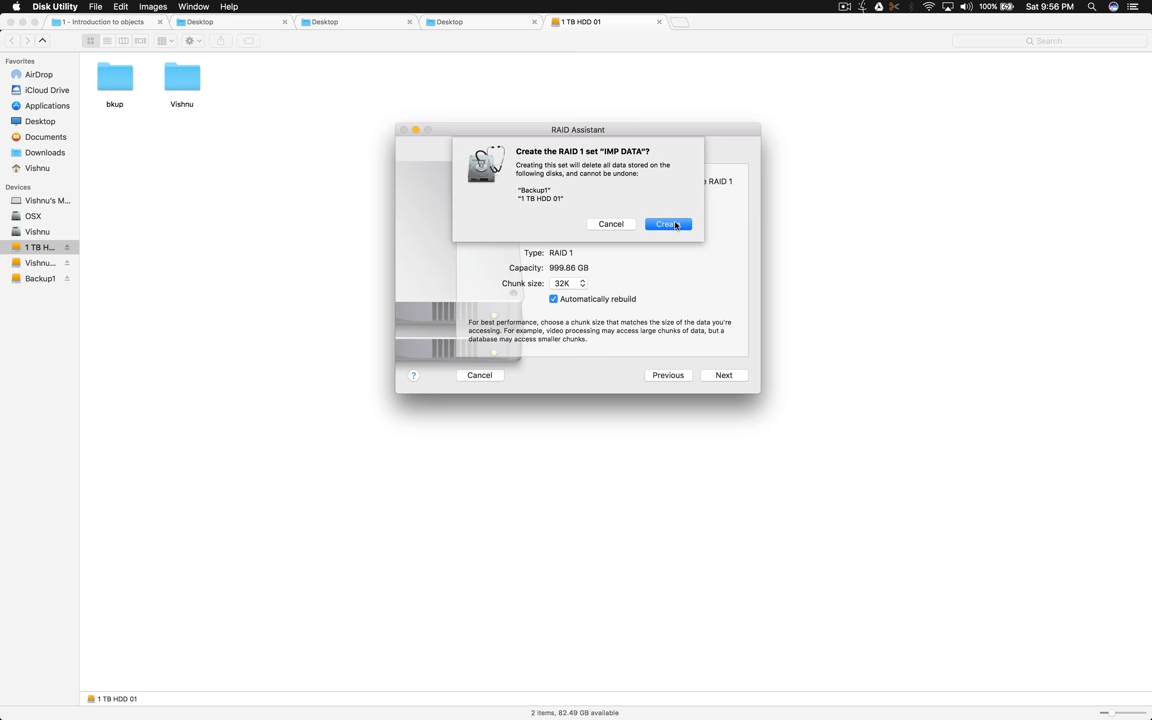 Disk Utility File Edit Images Window Help 100% Sat 9:56 PM
1 - Introduction to objects Desktop Desktop Desktop 1 TB HDD 01
Search
Favorites
AirDrop
iCloud Drive
Applications
Desktop
Documents
Downloads
Vishnu
Devices
Vishnu's M...
OSX
Vishnu
1 TB H...
Vishnu...
Backup1
bkup Vishnu
RAID Assistant
Create the RAID 1 set “IMP DATA”?
Creating this set will delete all data stored on the
following disks, and cannot be undone:
"Backup1"
"1 TB HDD 01"
Cancel
RAID 1
Type: RAID 1
Capacity: 999.86 GB
Chunk size: 32K
Automatically rebuild
For best performance, choose a chunk size that matches the size of the data you're
accessing. For example, video processing may access large chunks of data, but a
database may access smaller chunks.
? Cancel Previous Next
1 TB HDD 01
2 items, 82.49 GB available